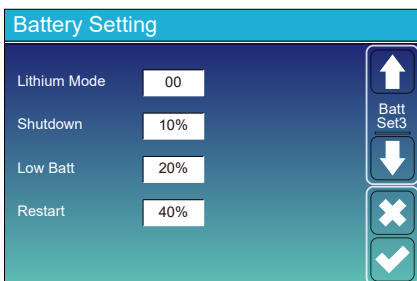 Battery Setting
Lithium Mode 00
Shutdown 10%
Low Batt 20%
Restart 40%
Batt
Set3